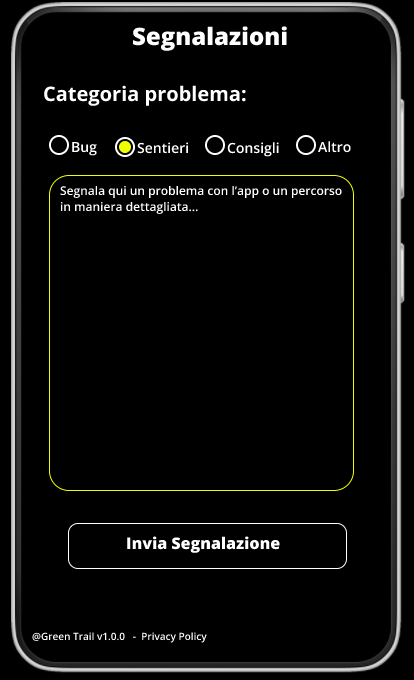 Segnalazioni
Categoria problema:
Bug Sentieri Consigli Altro
Segnala qui un problema con l'app o un percorso
in maniera dettagliata...
Invia Segnalazione
@Green Trail v1.0.0 - Privacy Policy